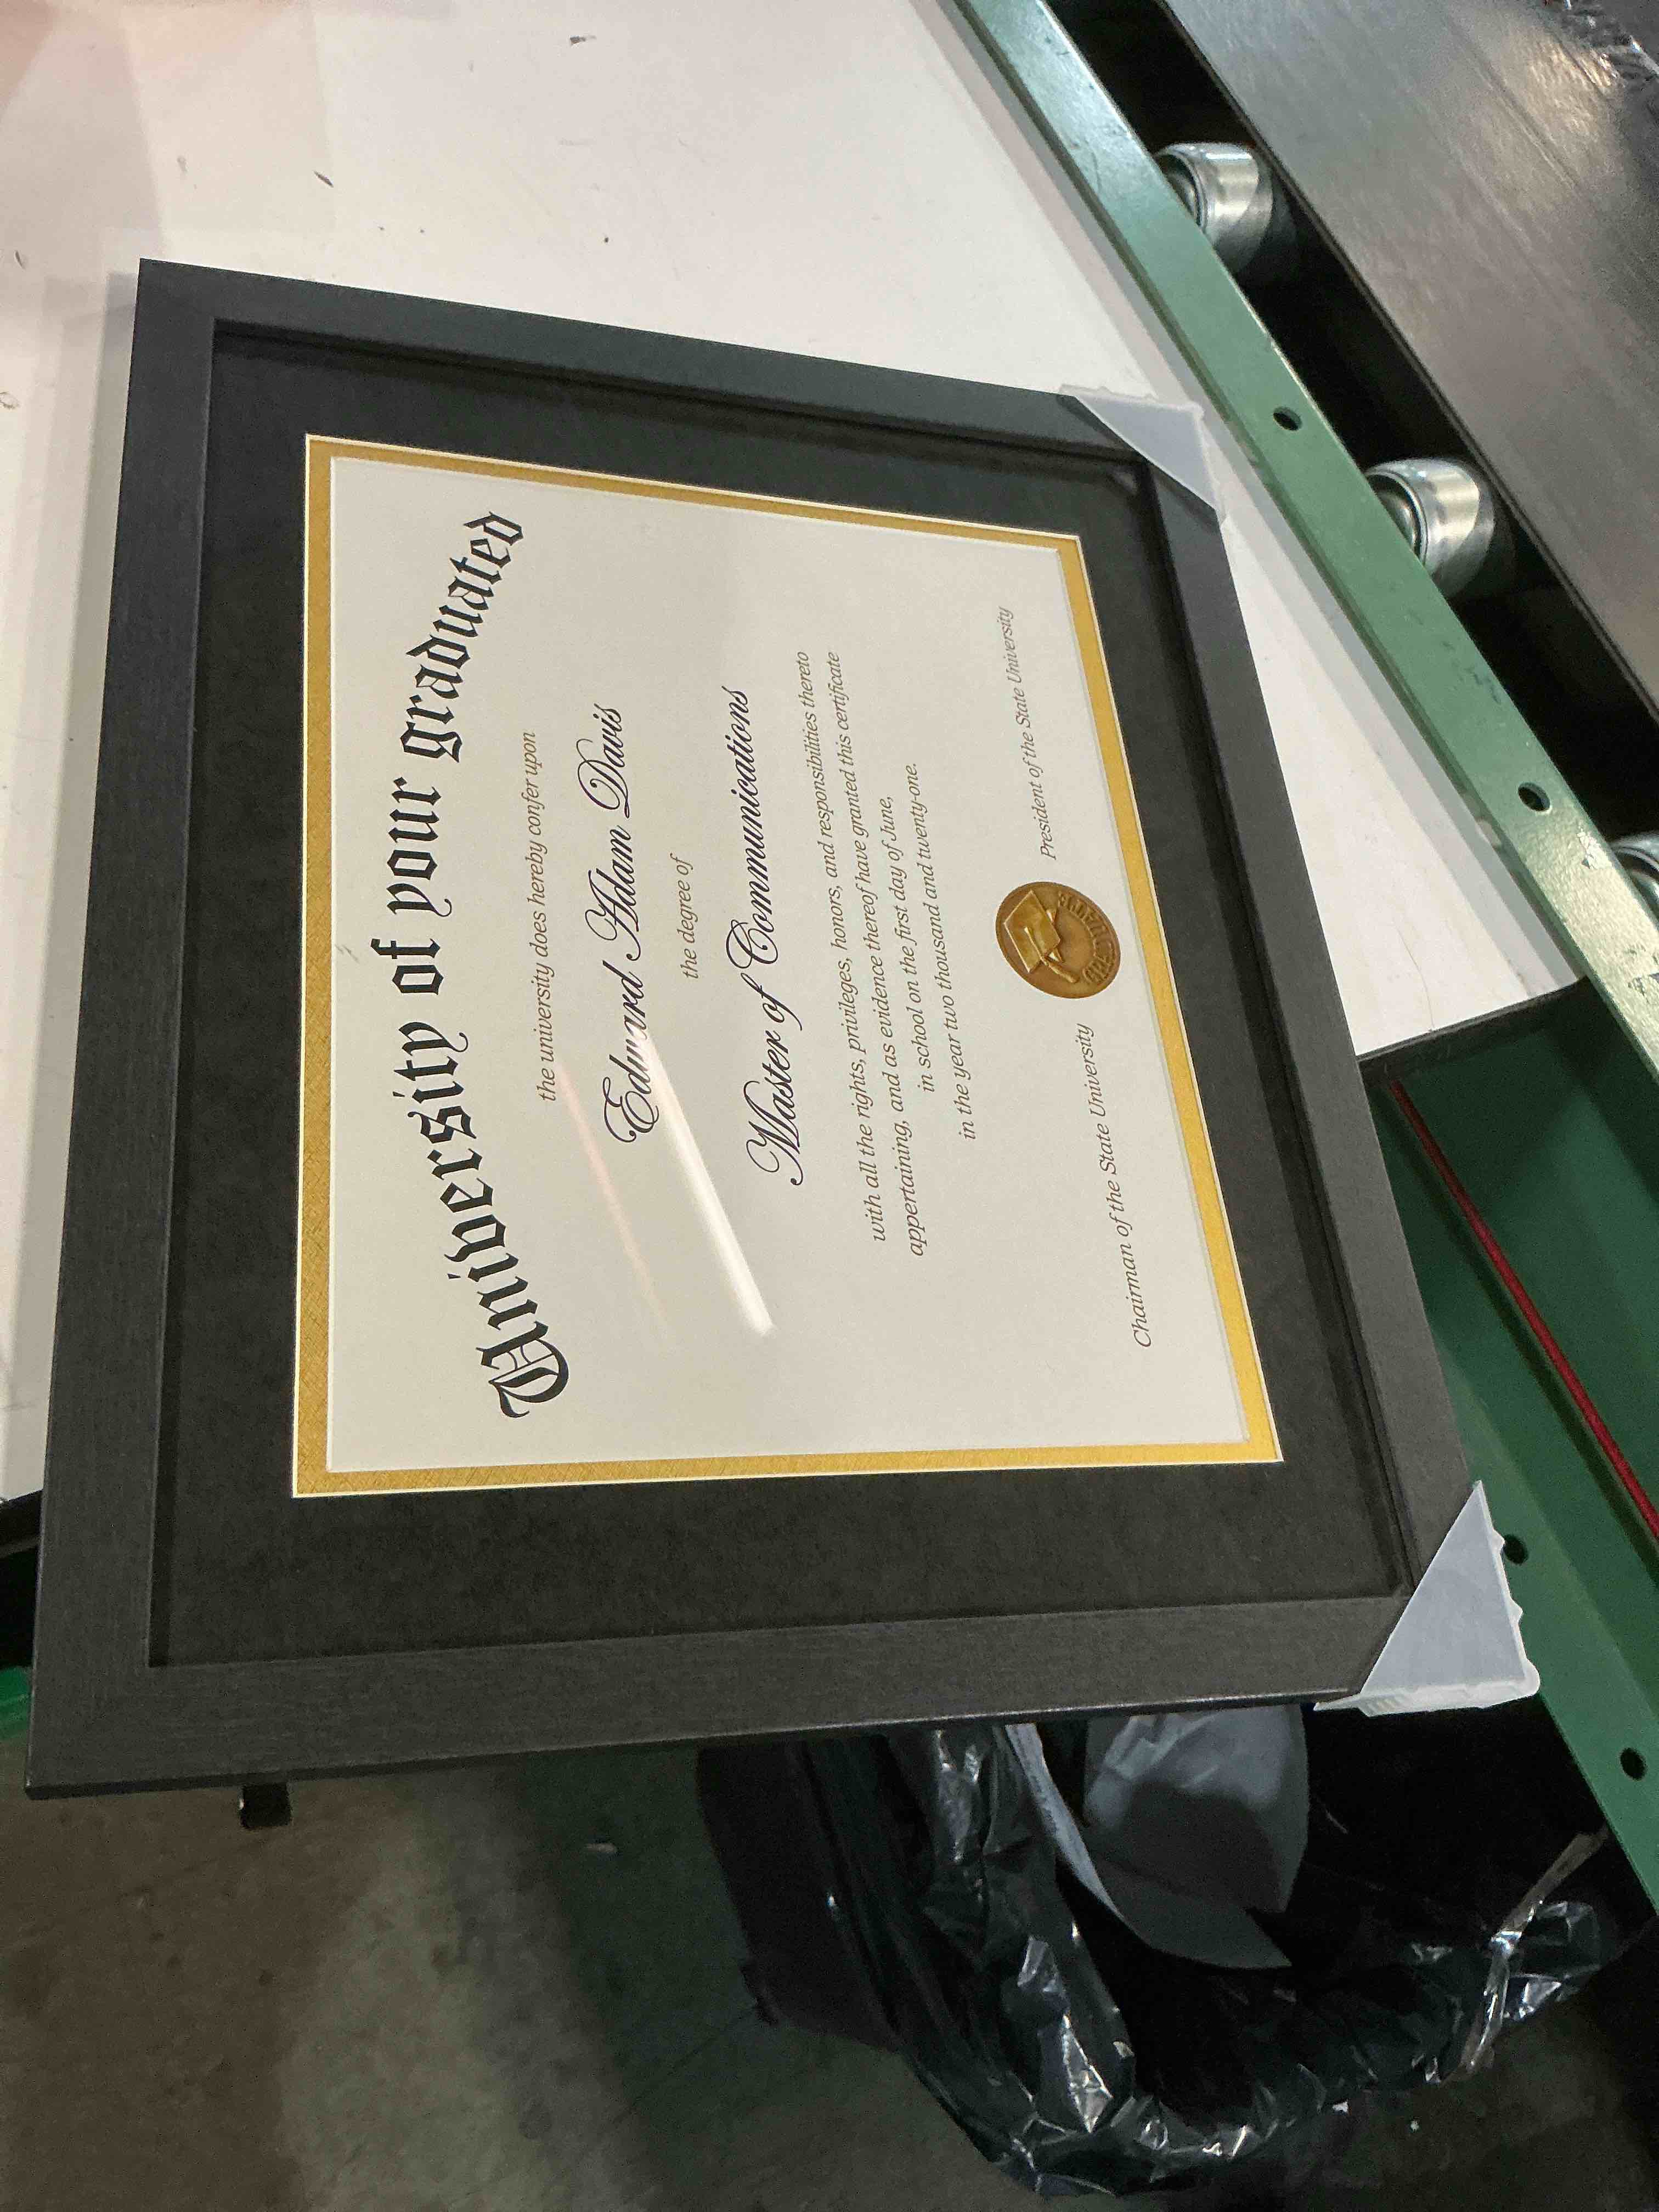 University of your graduated
the university does hereby confer upon
Edward Adam Davis
the degree of
Master of Communications
with all the rights, privileges, honors, and responsibilities thereto
appertaining, and as evidence thereof have granted this certificate
in school on the first day of June,
in the year two thousand and twenty-one.
GRADUATE
Chairman of the State University
President of the State University